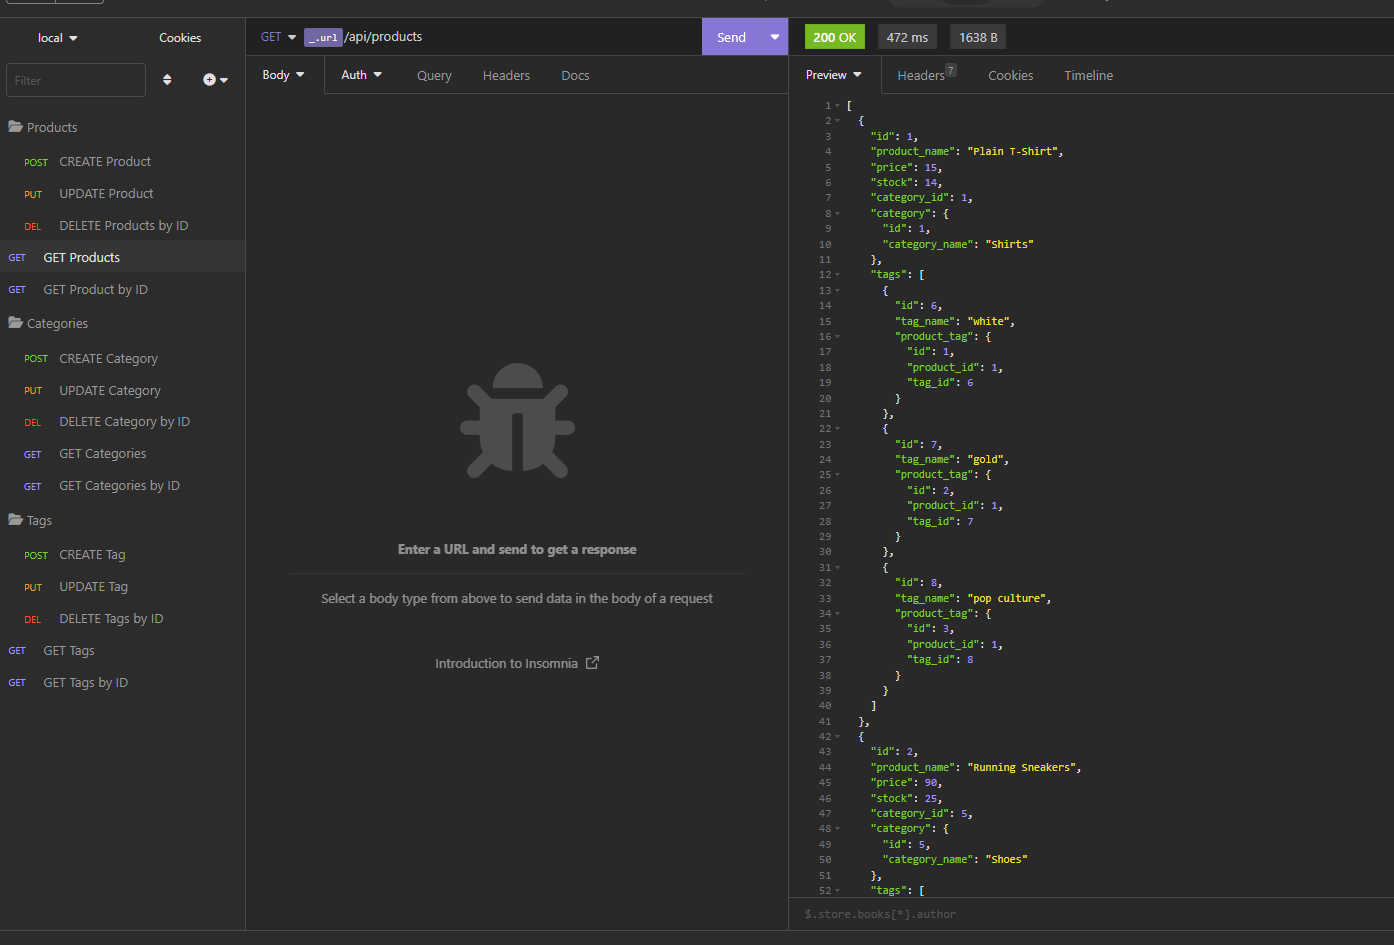 local
Cookies
Filter
Products
POST CREATE Product
PUT UPDATE Product
DEL DELETE Products by ID
GET GET Products
GET GET Product by ID
Categories
POST CREATE Category
PUT UPDATE Category
DEL DELETE Category by ID
GET GET Categories
GET GET Categories by ID
Tags
POST CREATE Tag
PUT UPDATE Tag
DEL DELETE Tags by ID
GET GET Tags
GET GET Tags by ID
GET _.url /api/products Send
Body Auth Query Headers Docs
Enter a URL and send to get a response
Select a body type from above to send data in the body of a request
Introduction to Insomnia
200 OK 472 ms 1638 B
Preview Headers 7 Cookies Timeline
1 [
2 {
3 "id": 1,
4 "product_name": "Plain T-Shirt",
5 "price": 15,
6 "stock": 14,
7 "category_id": 1,
8 "category": {
9 "id": 1,
10 "category_name": "Shirts"
11 },
12 "tags": [
13 {
14 "id": 6,
15 "tag_name": "white",
16 "product_tag": {
17 "id": 1,
18 "product_id": 1,
19 "tag_id": 6
20 }
21 },
22 {
23 "id": 7,
24 "tag_name": "gold",
25 "product_tag": {
26 "id": 2,
27 "product_id": 1,
28 "tag_id": 7
29 }
30 },
31 {
32 "id": 8,
33 "tag_name": "pop culture",
34 "product_tag": {
35 "id": 3,
36 "product_id": 1,
37 "tag_id": 8
38 }
39 }
40 ]
41 },
42 {
43 "id": 2,
44 "product_name": "Running Sneakers",
45 "price": 90,
46 "stock": 25,
47 "category_id": 5,
48 "category": {
49 "id": 5,
50 "category_name": "Shoes"
51 },
52 "tags": [
$.store.books[*].author